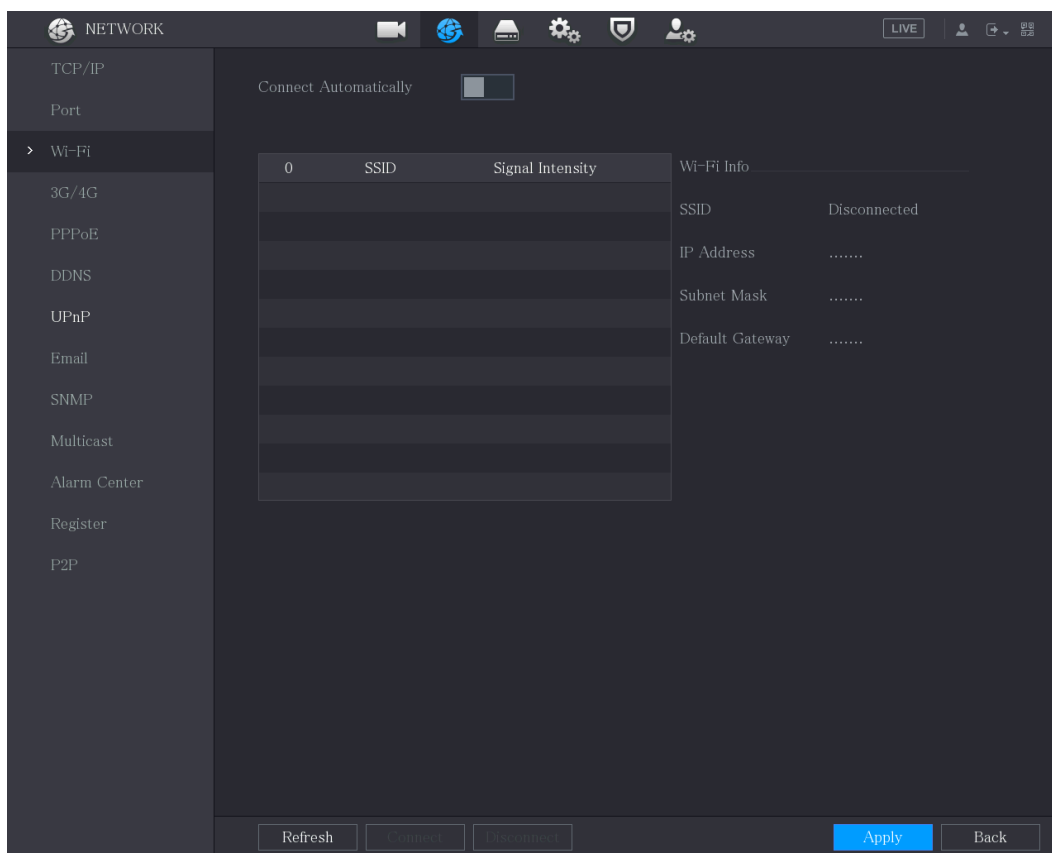 NETWORK
LIVE
TCP/IP
Port
Wi-Fi
3G/4G
PPPoE
DDNS
UPnP
Email
SNMP
Multicast
Alarm Center
Register
P2P
Connect Automatically
0 SSID Signal Intensity
Wi-Fi Info
SSID Disconnected
IP Address .......
Subnet Mask .......
Default Gateway .......
Refresh Connect Disconnect Apply Back